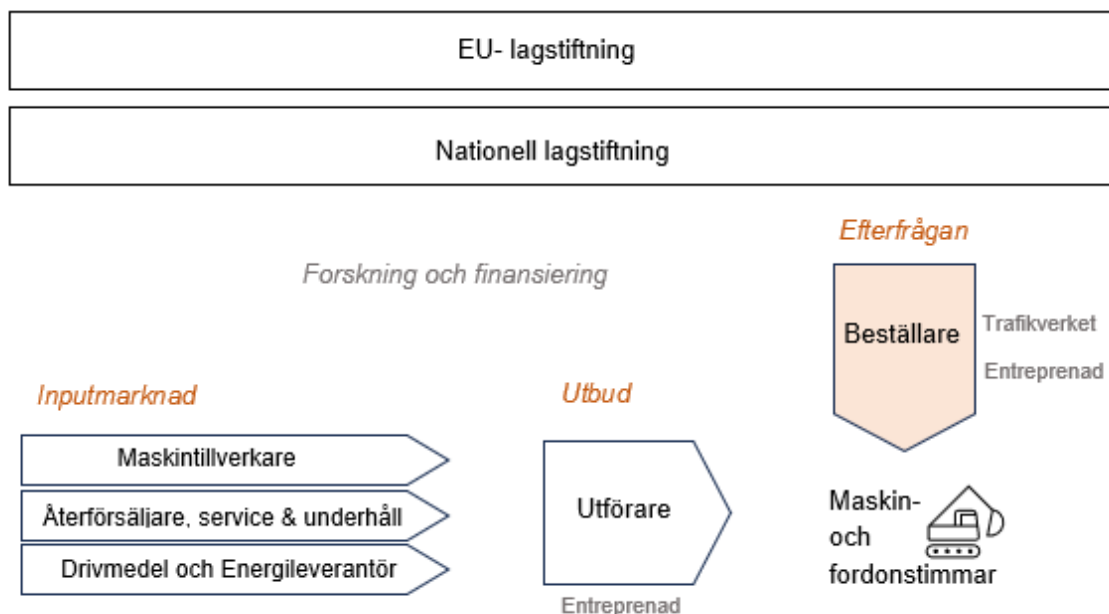 EU- lagstiftning
Nationell lagstiftning
Efterfrågan
Forskning och finansiering
Beställare
Trafikverket
Entreprenad
Inputmarknad
Utbud
Maskintillverkare
Återförsäljare, service & underhåll
Drivmedel och Energileverantör
Utförare
Entreprenad
Maskin-
och
fordonstimmar